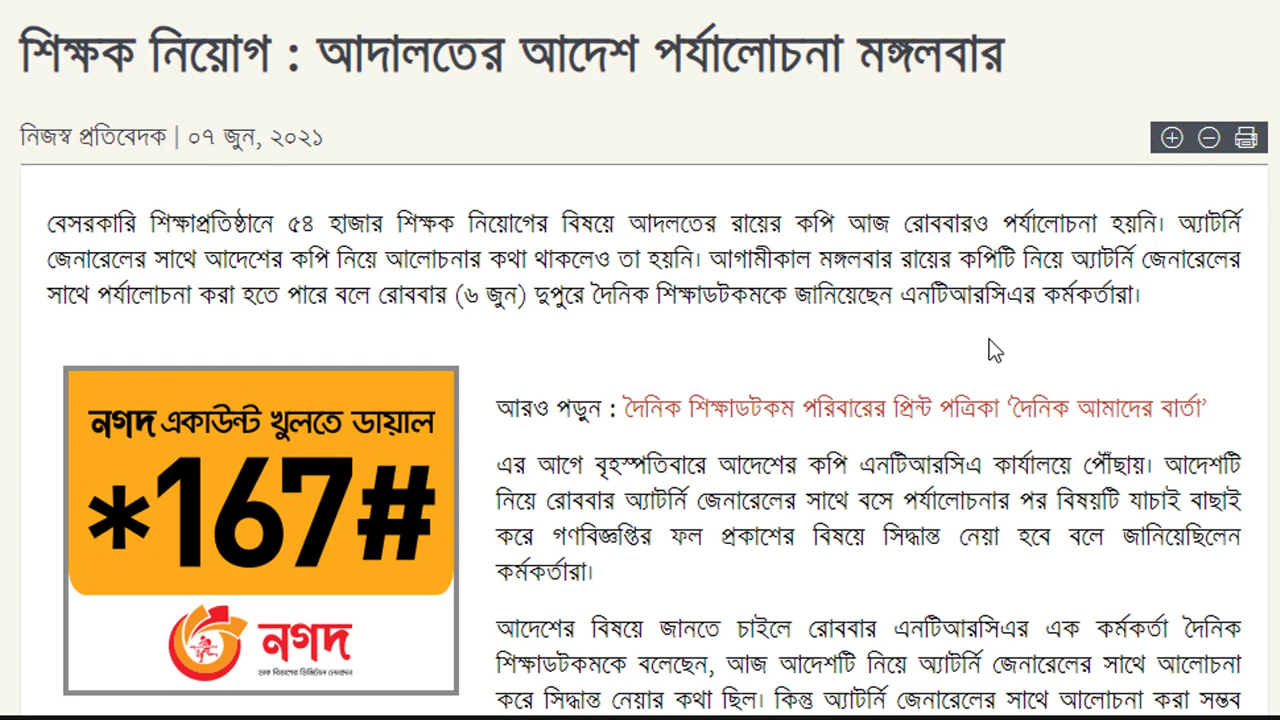 শিক্ষক নিয়োগ : আদালতের আদেশ পর্যালোচনা মঙ্গলবার
নিজস্ব প্রতিবেদক | ০৭ জুন, ২০২১
বেসরকারি শিক্ষাপ্রতিষ্ঠানে ৫৪ হাজার শিক্ষক নিয়োগের বিষয়ে আদলতের রায়ের কপি আজ রোববারও পর্যালোচনা হয়নি। অ্যাটর্নি
জেনারেলের সাথে আদেশের কপি নিয়ে আলোচনার কথা থাকলেও তা হয়নি। আগামীকাল মঙ্গলবার রায়ের কপিটি নিয়ে অ্যাটর্নি জেনারেলের
সাথে পর্যালোচনা করা হতে পারে বলে রোববার (৬ জুন) দুপুরে দৈনিক শিক্ষাডটকমকে জানিয়েছেন এনটিআরসিএর কর্মকর্তারা।
নগদ একাউন্ট খুলতে ডায়াল
*167#
নগদ
ডাক বিভাগের ডিজিটাল লেনদেন
আরও পড়ুন : দৈনিক শিক্ষাডটকম পরিবারের প্রিন্ট পত্রিকা ‘দৈনিক আমাদের বার্তা’
এর আগে বৃহস্পতিবারে আদেশের কপি এনটিআরসিএ কার্যালয়ে পৌঁছায়। আদেশটি
নিয়ে রোববার অ্যাটর্নি জেনারেলের সাথে বসে পর্যালোচনার পর বিষয়টি যাচাই বাছাই
করে গণবিজ্ঞপ্তির ফল প্রকাশের বিষয়ে সিদ্ধান্ত নেয়া হবে বলে জানিয়েছিলেন
কর্মকর্তারা।
আদেশের বিষয়ে জানতে চাইলে রোববার এনটিআরসিএর এক কর্মকর্তা দৈনিক
শিক্ষাডটকমকে বলেছেন, আজ আদেশটি নিয়ে অ্যাটর্নি জেনারেলের সাথে আলোচনা
করে সিদ্ধান্ত নেয়ার কথা ছিল। কিন্তু অ্যাটর্নি জেনারেলের সাথে আলোচনা করা সম্ভব